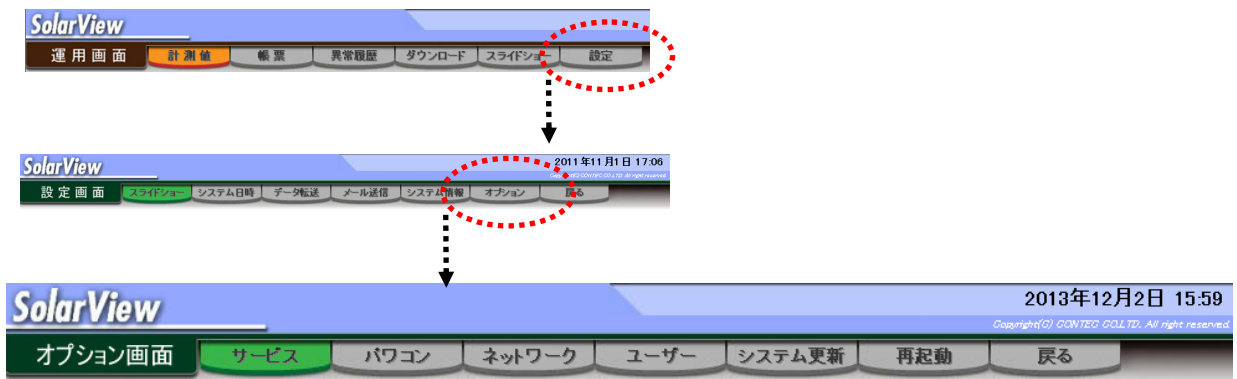 SolarView
運用画面 計測値 帳票 異常履歴 ダウンロード スライドショー 設定
SolarView 2011年11月1日 17:06
Copyright(C) CONTEC CO.LTD. All right reserved.
設定画面 スライドショー システム日時 データ転送 メール送信 システム情報 オプション 戻る
SolarView 2013年12月2日 15:59
Copyright(C) CONTEC CO.LTD. All right reserved.
オプション画面 サービス パワコン ネットワーク ユーザー システム更新 再起動 戻る